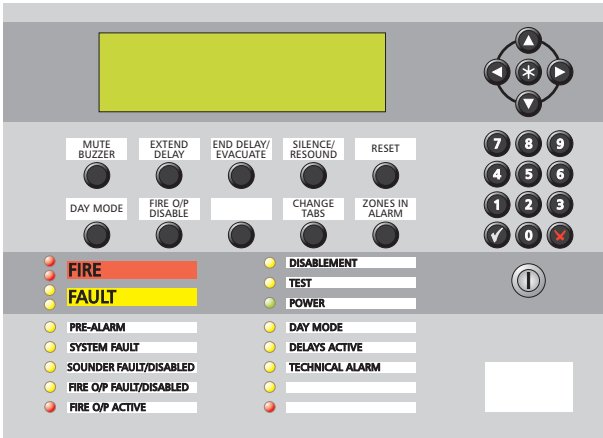 MUTE
BUZZER
EXTEND
DELAY
END DELAY/
EVACUATE
SILENCE/
RESOUND
RESET
DAY MODE
FIRE O/P
DISABLE
CHANGE
TABS
ZONES IN
ALARM
7 8 9
4 5 6
1 2 3
0
FIRE
FAULT
PRE-ALARM
SYSTEM FAULT
SOUNDER FAULT/DISABLED
FIRE O/P FAULT/DISABLED
FIRE O/P ACTIVE
DISABLEMENT
TEST
POWER
DAY MODE
DELAYS ACTIVE
TECHNICAL ALARM